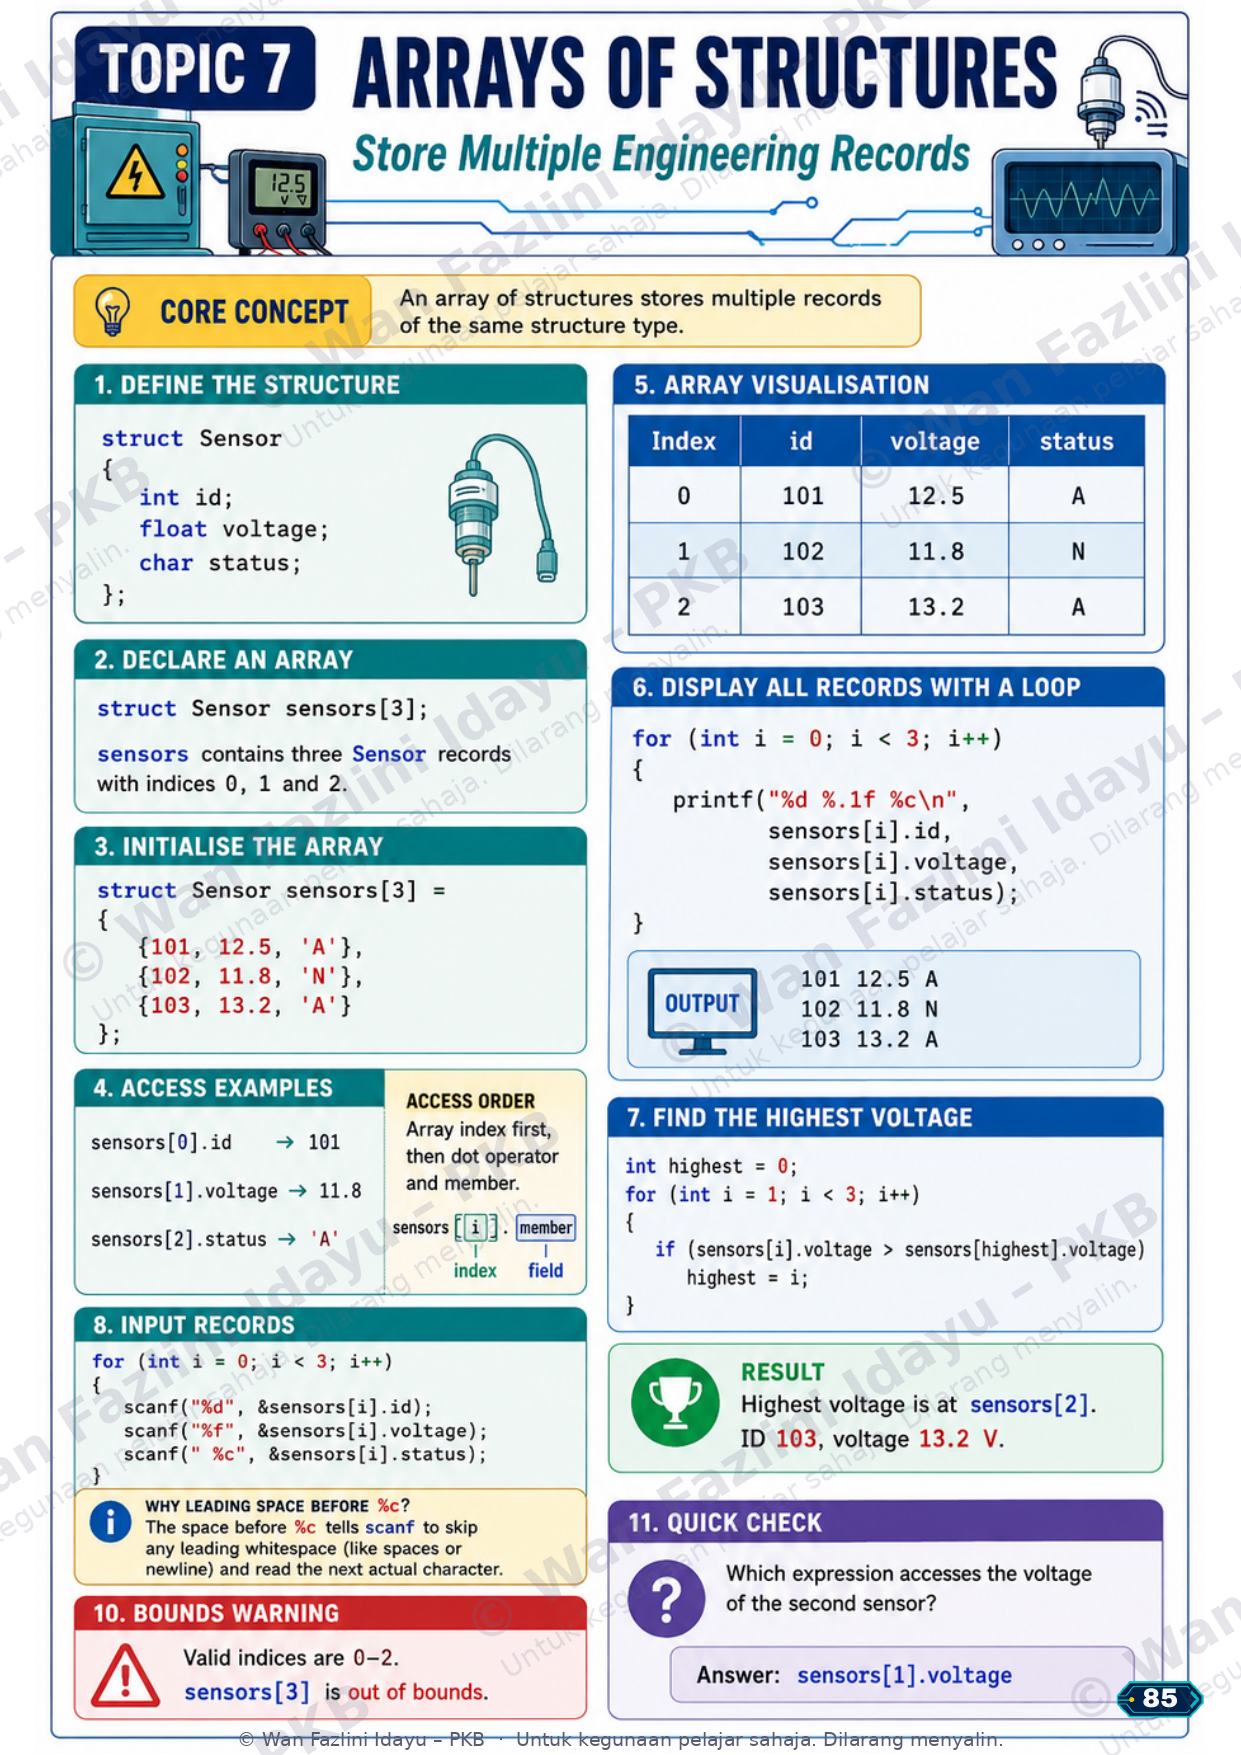 TOPIC 7
ARRAYS OF STRUCTURES
Store Multiple Engineering Records
12.5
V
CORE CONCEPT
An array of structures stores multiple records
of the same structure type.
1. DEFINE THE STRUCTURE
struct Sensor
{
int id;
float voltage;
char status;
};
2. DECLARE AN ARRAY
struct Sensor sensors[3];
sensors contains three Sensor records
with indices 0, 1 and 2.
3. INITIALISE THE ARRAY
struct Sensor sensors[3] =
{
{101, 12.5, 'A'},
{102, 11.8, 'N'},
{103, 13.2, 'A'}
};
4. ACCESS EXAMPLES
sensors[0].id → 101
sensors[1].voltage → 11.8
sensors[2].status → 'A'
ACCESS ORDER
Array index first,
then dot operator
and member.
sensors [ i ] . member
index field
8. INPUT RECORDS
for (int i = 0; i < 3; i++)
{
scanf("%d", &sensors[i].id);
scanf("%f", &sensors[i].voltage);
scanf(" %c", &sensors[i].status);
}
i
WHY LEADING SPACE BEFORE %c?
The space before %c tells scanf to skip
any leading whitespace (like spaces or
newline) and read the next actual character.
10. BOUNDS WARNING
Valid indices are 0–2.
sensors[3] is out of bounds.
5. ARRAY VISUALISATION
Index id voltage status
0 101 12.5 A
1 102 11.8 N
2 103 13.2 A
6. DISPLAY ALL RECORDS WITH A LOOP
for (int i = 0; i < 3; i++)
{
printf("%d %.1f %c\n",
sensors[i].id,
sensors[i].voltage,
sensors[i].status);
}
OUTPUT
101 12.5 A
102 11.8 N
103 13.2 A
7. FIND THE HIGHEST VOLTAGE
int highest = 0;
for (int i = 1; i < 3; i++)
{
if (sensors[i].voltage > sensors[highest].voltage)
highest = i;
}
RESULT
Highest voltage is at sensors[2].
ID 103, voltage 13.2 V.
11. QUICK CHECK
?
Which expression accesses the voltage
of the second sensor?
Answer: sensors[1].voltage
85
© Wan Fazlini Idayu – PKB · Untuk kegunaan pelajar sahaja. Dilarang menyalin.
© Wan Fazlini Idayu – PKB
Untuk kegunaan pelajar sahaja. Dilarang menyalin.